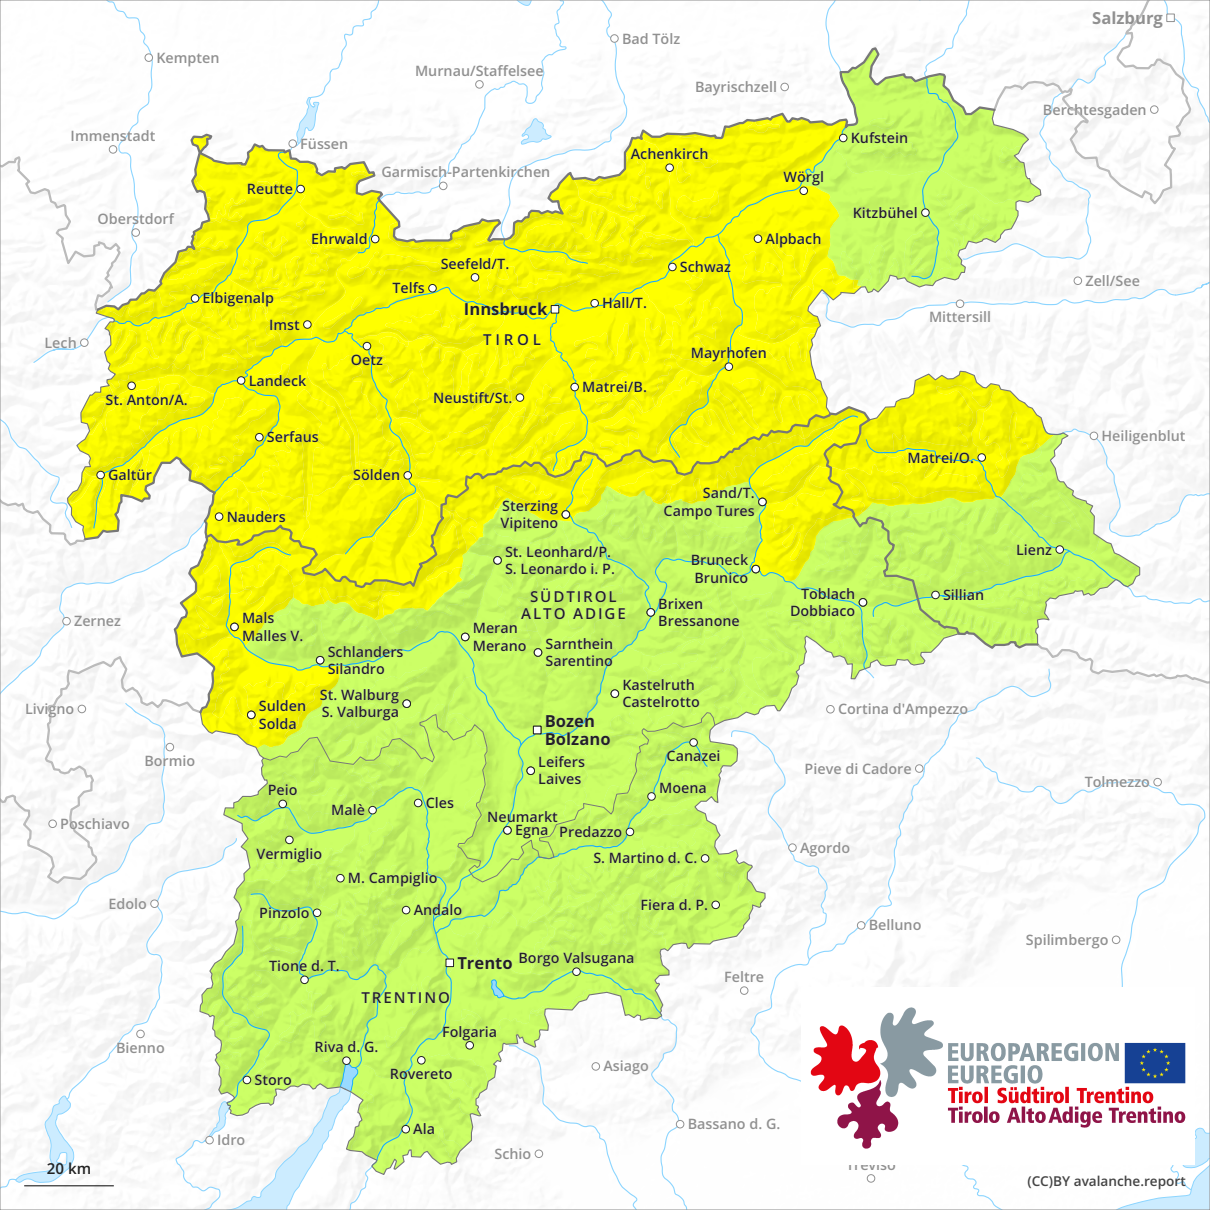 Salzburg
Bad Tölz
Kempten
Murnau/Staffelsee
Bayrischzell
Berchtesgaden
Immenstadt
Füssen
Kufstein
Achenkirch
Garmisch-Partenkirchen
Wörgl
Reutte
Oberstdorf
Kitzbühel
Ehrwald
Alpbach
Seefeld/T.
Schwaz
Zell/See
Telfs
Elbigenalp
Hall/T.
Innsbruck
Mittersill
Imst
TIROL
Lech
Oetz
Mayrhofen
Landeck
Matrei/B.
St. Anton/A.
Neustift/St.
Serfaus
Heiligenblut
Matrei/O.
Galtür
Sölden
Sand/T.
Campo Tures
Sterzing
Vipiteno
Nauders
St. Leonhard/P.
S. Leonardo i. P.
Lienz
Bruneck
Brunico
SÜDTIROL
ALTO ADIGE
Toblach
Dobbiaco
Sillian
Brixen
Bressanone
Mals
Malles V.
Zernez
Meran
Merano
Sarnthein
Sarentino
Schlanders
Silandro
Kastelruth
Castelrotto
St. Walburg
S. Valburga
Sulden
Solda
Livigno
Cortina d'Ampezzo
Bozen
Bolzano
Bormio
Canazei
Leifers
Laives
Pieve di Cadore
Tolmezzo
Peio
Moena
Malè
Cles
Neumarkt
Egna
Predazzo
Poschiavo
Vermiglio
Agordo
S. Martino d. C.
M. Campiglio
Edolo
Pinzolo
Andalo
Fiera d. P.
Belluno
Spilimbergo
Borgo Valsugana
Trento
Tione d. T.
Feltre
TRENTINO
Folgaria
Bienno
Riva d. G.
Asiago
Rovereto
Storo
EUROPAREGION
EUREGIO
Tirol Südtirol Trentino
Tirolo Alto Adige Trentino
Bassano d. G.
Ala
Idro
Schio
Treviso
20 km
(CC)BY avalanche.report